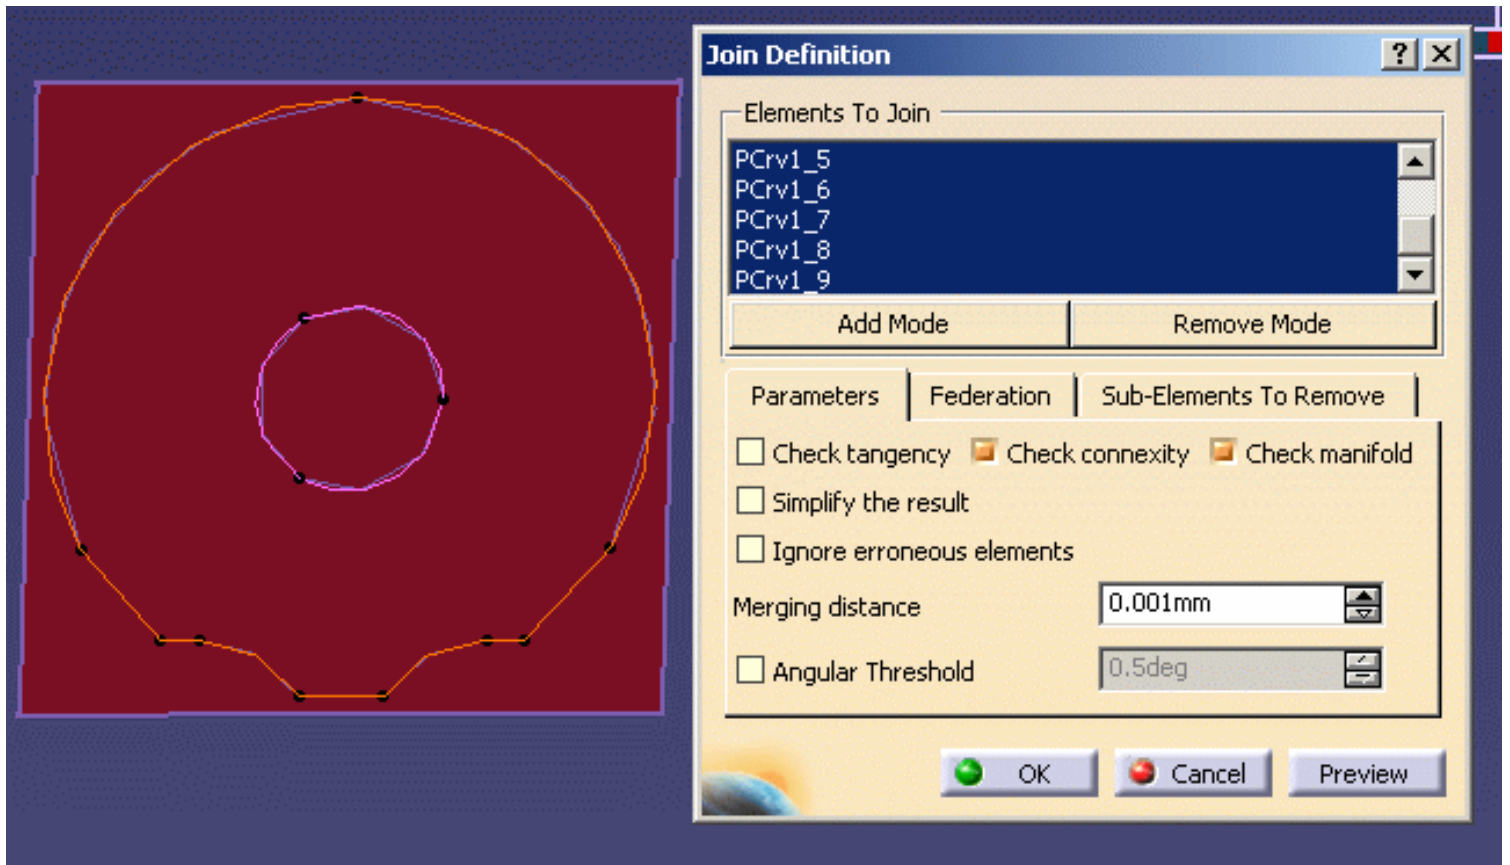 Join Definition
Elements To Join
PCrv1_5
PCrv1_6
PCrv1_7
PCrv1_8
PCrv1_9
Add Mode Remove Mode
Parameters Federation Sub-Elements To Remove
Check tangency Check connexity Check manifold
Simplify the result
Ignore erroneous elements
Merging distance 0.001mm
Angular Threshold 0.5deg
OK Cancel Preview